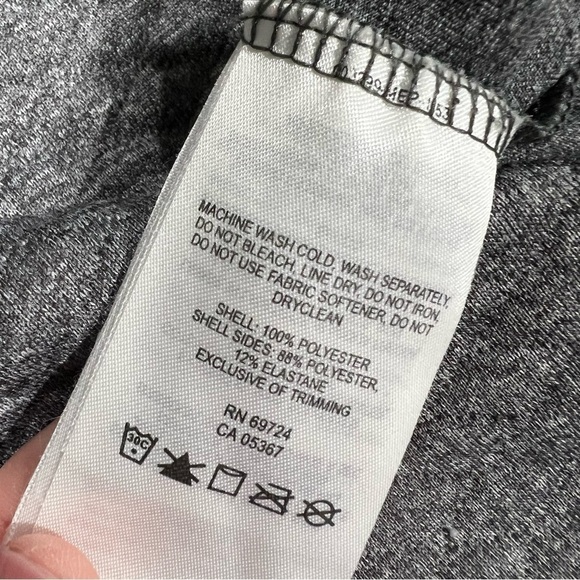 MACHINE WASH COLD, WASH SEPARATELY,
DO NOT BLEACH, LINE DRY, DO NOT IRON,
DO NOT USE FABRIC SOFTENER, DO NOT
DRYCLEAN
SHELL: 100% POLYESTER
SHELL SIDES: 88% POLYESTER,
12% ELASTANE
EXCLUSIVE OF TRIMMING
RN 69724
CA 05367
30C